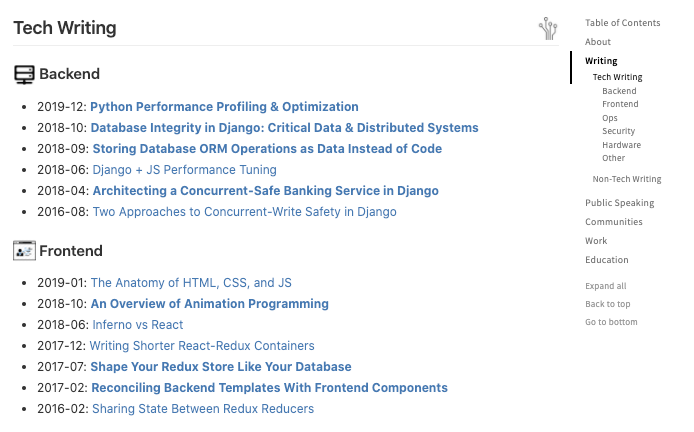 Tech Writing
Backend
2019-12: Python Performance Profiling & Optimization
2018-10: Database Integrity in Django: Critical Data & Distributed Systems
2018-09: Storing Database ORM Operations as Data Instead of Code
2018-06: Django + JS Performance Tuning
2018-04: Architecting a Concurrent-Safe Banking Service in Django
2016-08: Two Approaches to Concurrent-Write Safety in Django
Frontend
2019-01: The Anatomy of HTML, CSS, and JS
2018-10: An Overview of Animation Programming
2018-06: Inferno vs React
2017-12: Writing Shorter React-Redux Containers
2017-07: Shape Your Redux Store Like Your Database
2017-02: Reconciling Backend Templates With Frontend Components
2016-02: Sharing State Between Redux Reducers
Table of Contents
About
Writing
Tech Writing
Backend
Frontend
Ops
Security
Hardware
Other
Non-Tech Writing
Public Speaking
Communities
Work
Education
Expand all
Back to top
Go to bottom